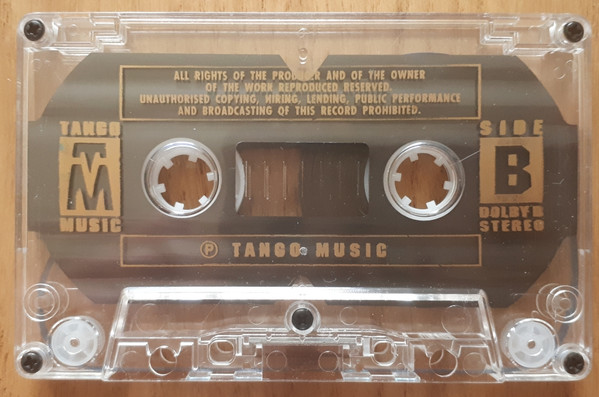 ALL RIGHTS OF THE PRODUCER AND OF THE OWNER
OF THE WORK REPRODUCED RESERVED.
UNAUTHORISED COPYING, HIRING, LENDING, PUBLIC PERFORMANCE
AND BROADCASTING OF THIS RECORD PROHIBITED.
TANGO
TM
MUSIC
SIDE
B
DOLBY B
STEREO
Ⓟ TANGO MUSIC